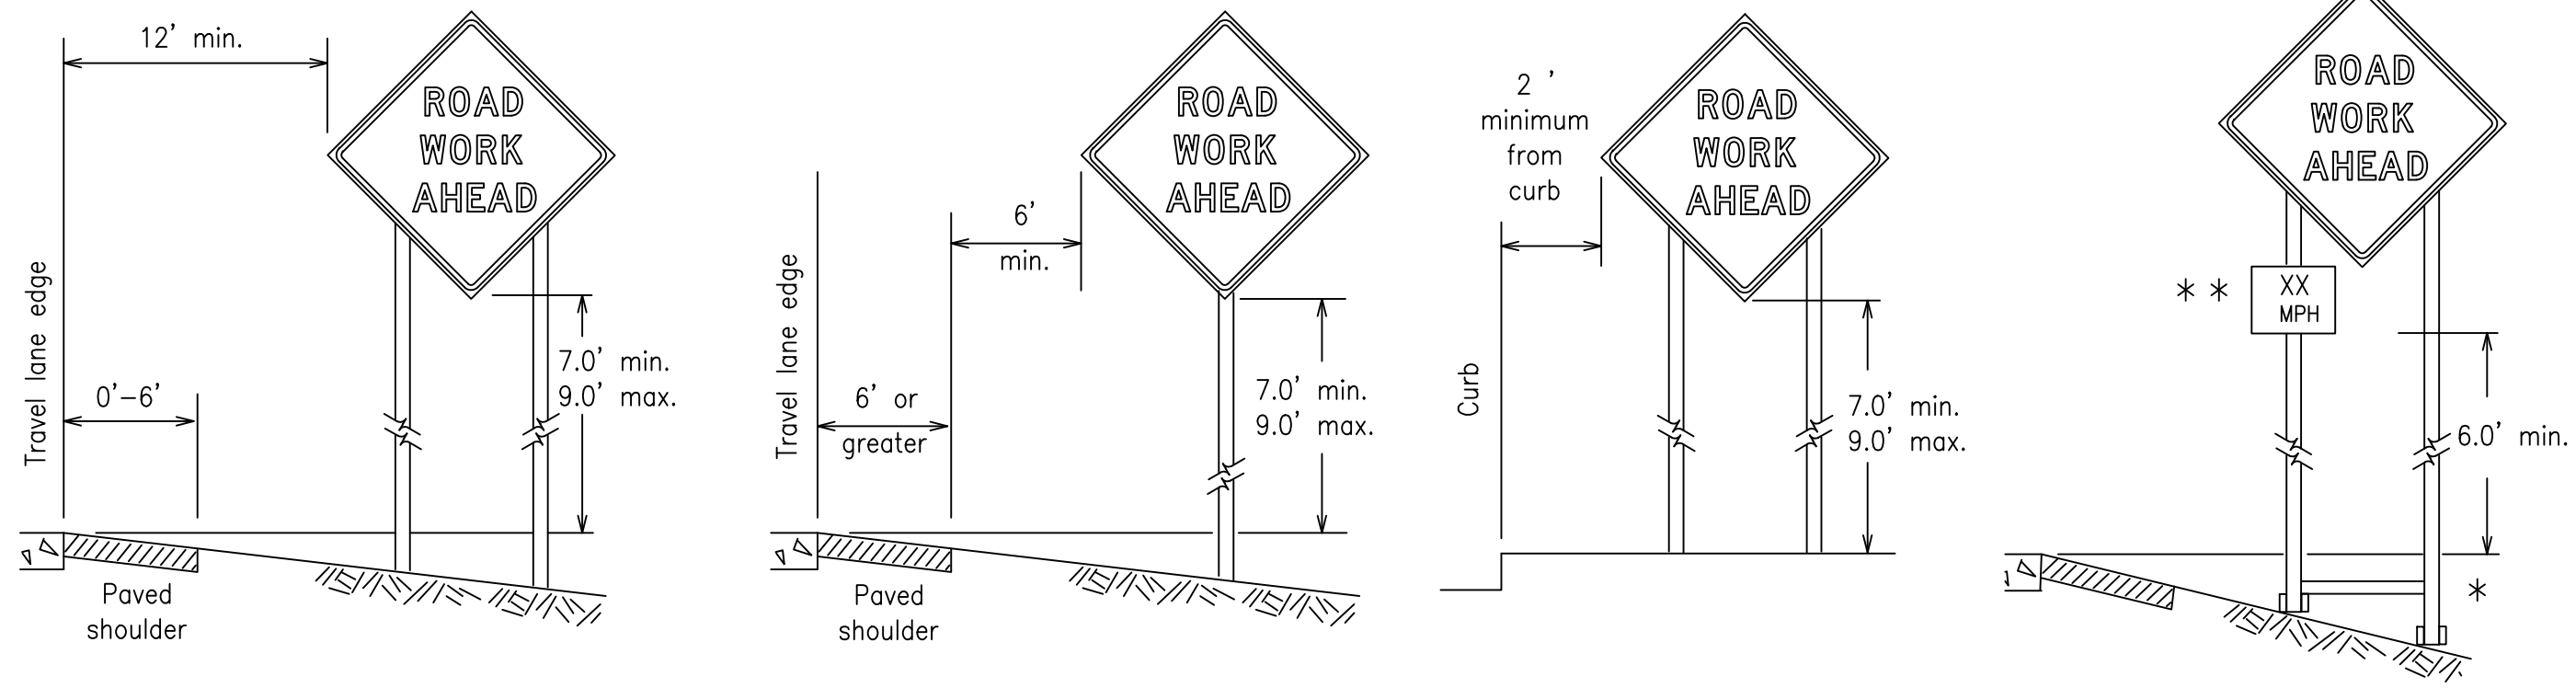 12' min.
ROAD
WORK
AHEAD
Travel lane edge
0'-6'
7.0' min.
9.0' max.
Paved
shoulder
ROAD
WORK
AHEAD
6'
min.
Travel lane edge
6' or
greater
7.0' min.
9.0' max.
Paved
shoulder
2 '
minimum
from
curb
ROAD
WORK
AHEAD
Curb
7.0' min.
9.0' max.
ROAD
WORK
AHEAD
* *
XX
MPH
6.0' min.
*